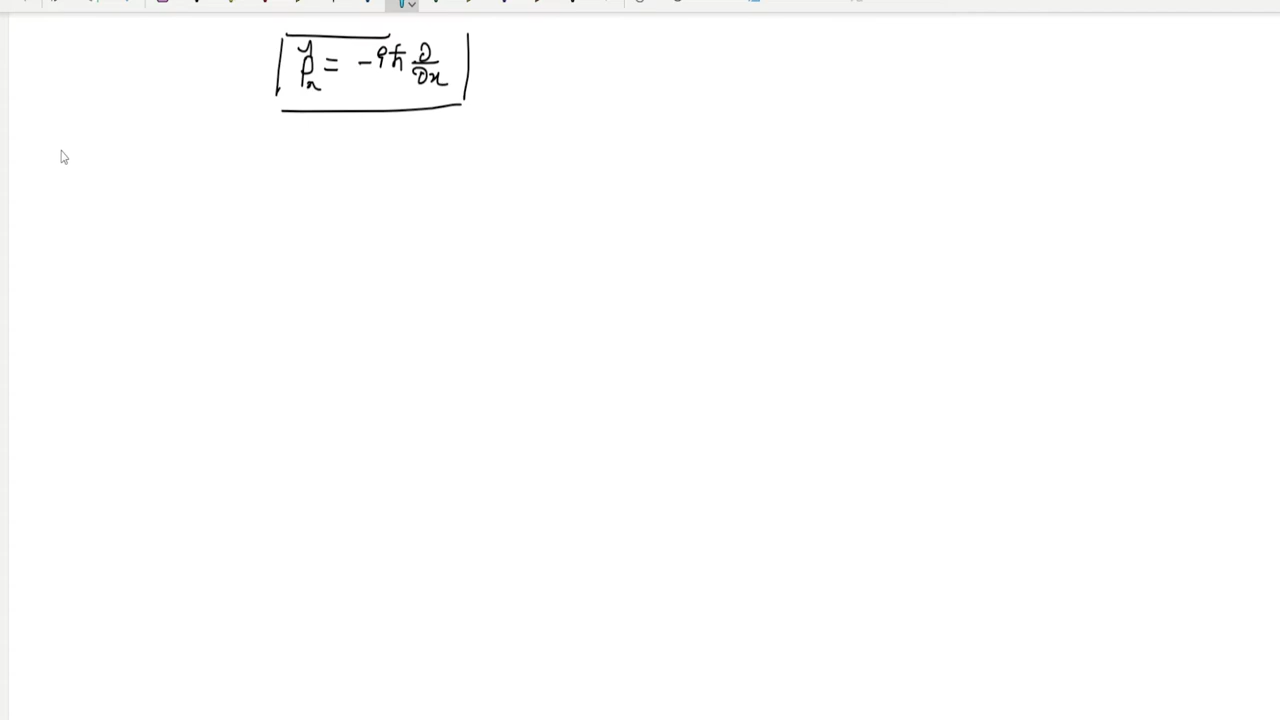 p̂ₓ = -iℏ ∂/∂x